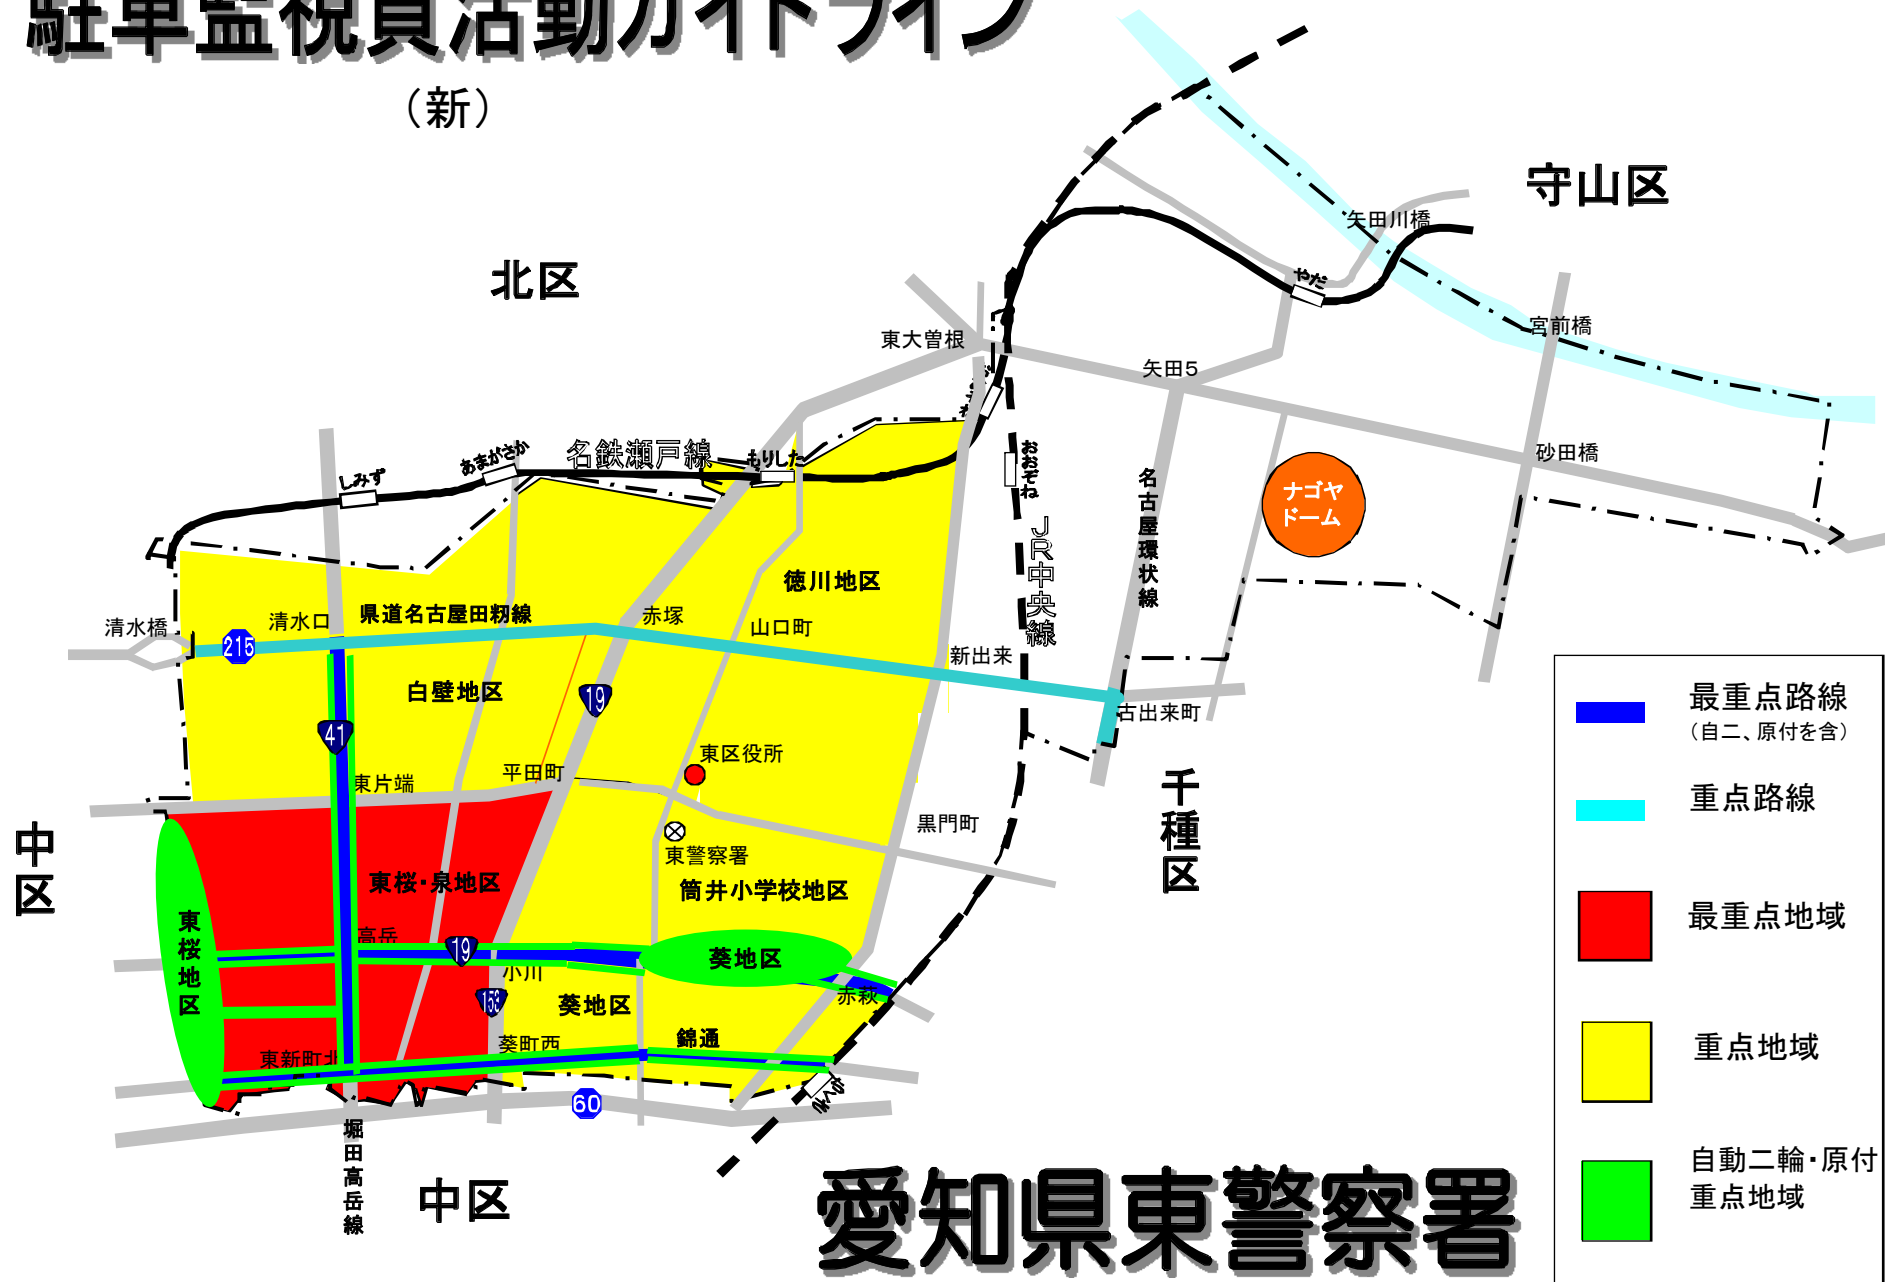 駐車監視員活動ガイドライン
（新）
守山区
矢田川橋
北区
やだ
宮前橋
東大曽根
矢田5
名鉄瀬戸線
もりした
あまがさか
しみず
おおぞね
砂田橋
名古屋環状線
ナゴヤ
ドーム
JR中央線
徳川地区
清水橋
清水口
県道名古屋田籾線
赤塚
山口町
215
新出来
白壁地区
19
古出来町
41
東区役所
平田町
東片端
千種区
黒門町
中区
東警察署
東桜・泉地区
筒井小学校地区
東桜地区
高岳
19
葵地区
小川
153
葵地区
赤萩
錦通
葵町西
東新町北
60
堀田高岳線
中区
愛知県東警察署
最重点路線
（自二、原付を含）
重点路線
最重点地域
重点地域
自動二輪・原付
重点地域